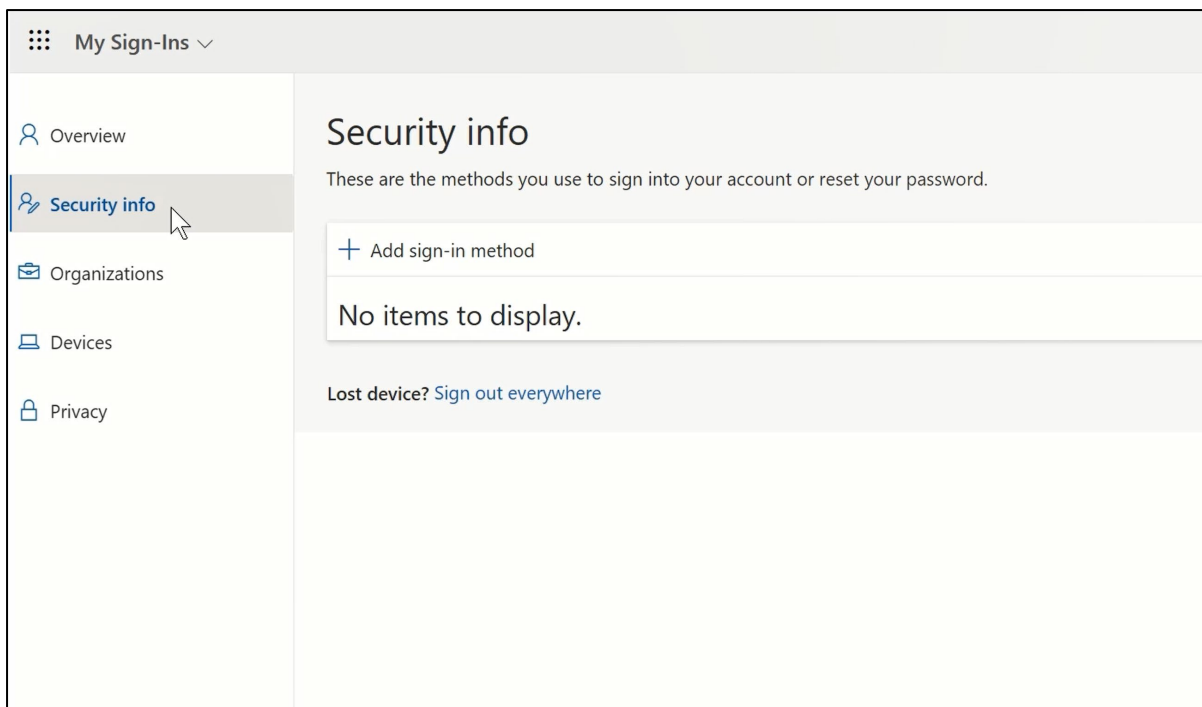 My Sign-Ins
Overview
Security info
Organizations
Devices
Privacy
Security info
These are the methods you use to sign into your account or reset your password.
Add sign-in method
No items to display.
Lost device? Sign out everywhere